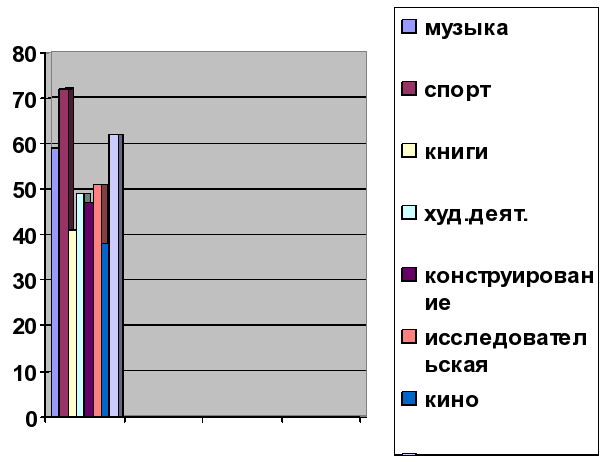 80
70
60
50
40
30
20
10
0
музыка
спорт
книги
худ.деят.
конструирован
ие
исследовател
ьская
кино